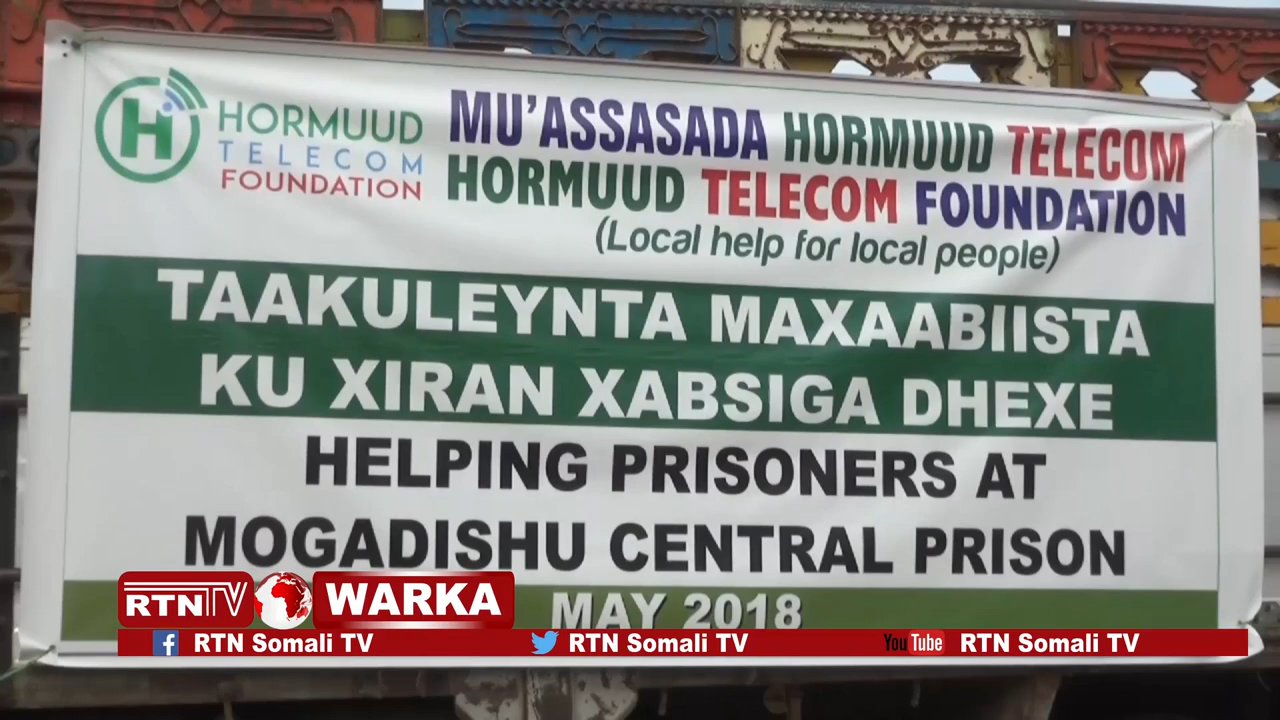 HORMUUD
TELECOM
FOUNDATION
MU'ASSASADA HORMUUD TELECOM
HORMUUD TELECOM FOUNDATION
(Local help for local people)
TAAKULEYNTA MAXAABIISTA
KU XIRAN XABSIGA DHEXE
HELPING PRISONERS AT
MOGADISHU CENTRAL PRISON
MAY 2018
RTNTV WARKA
RTN Somali TV RTN Somali TV YouTube RTN Somali TV